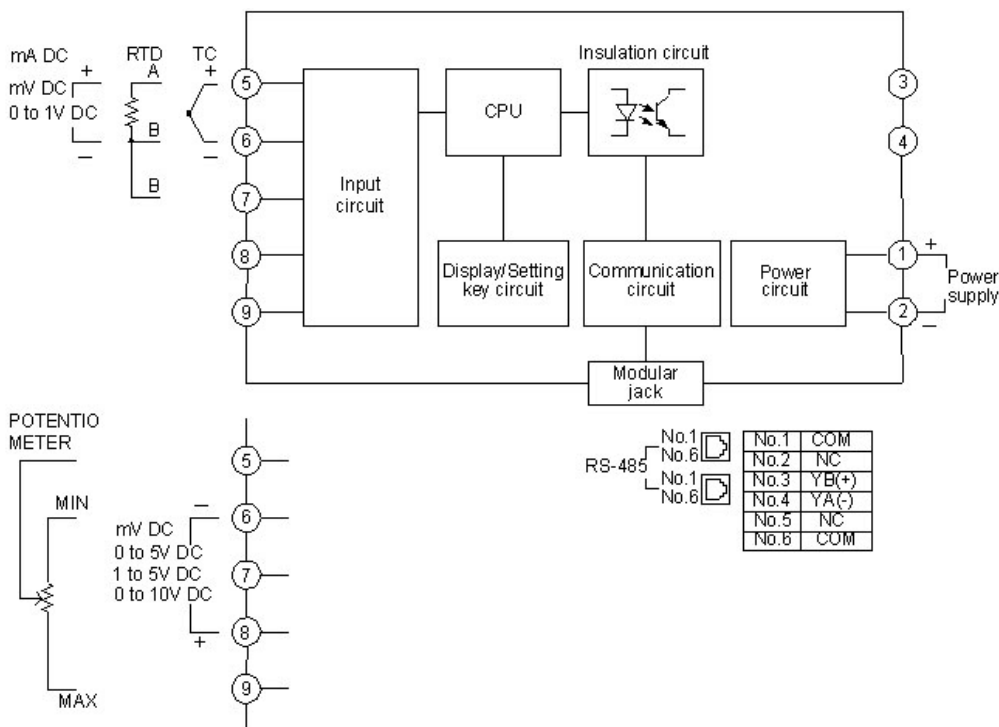 mA DC
RTD
TC
+
A
+
mV DC
0 to 1V DC
B
−
−
B
5
6
7
8
9
Input
circuit
CPU
Insulation circuit
Display/Setting
key circuit
Communication
circuit
Power
circuit
3
4
1
+
Power
supply
2
−
Modular
jack
POTENTIO
METER
MIN
MAX
−
mV DC
0 to 5V DC
1 to 5V DC
0 to 10V DC
+
5
6
7
8
9
RS-485
No.1
No.6
No.1
No.6
No.1 COM
No.2 NC
No.3 YB(+)
No.4 YA(-)
No.5 NC
No.6 COM